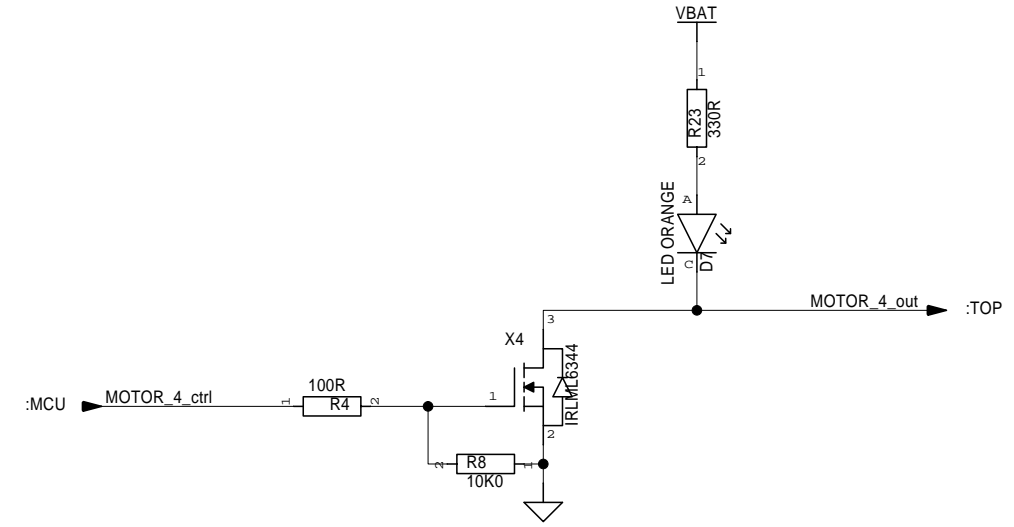 VBAT
1
R23
330R
2
A
LED ORANGE
C
D7
MOTOR_4_out
:TOP
3
X4
IRLML6344
100R
:MCU
MOTOR_4_ctrl
1
R4
2
1
2
2
R8
1
10K0